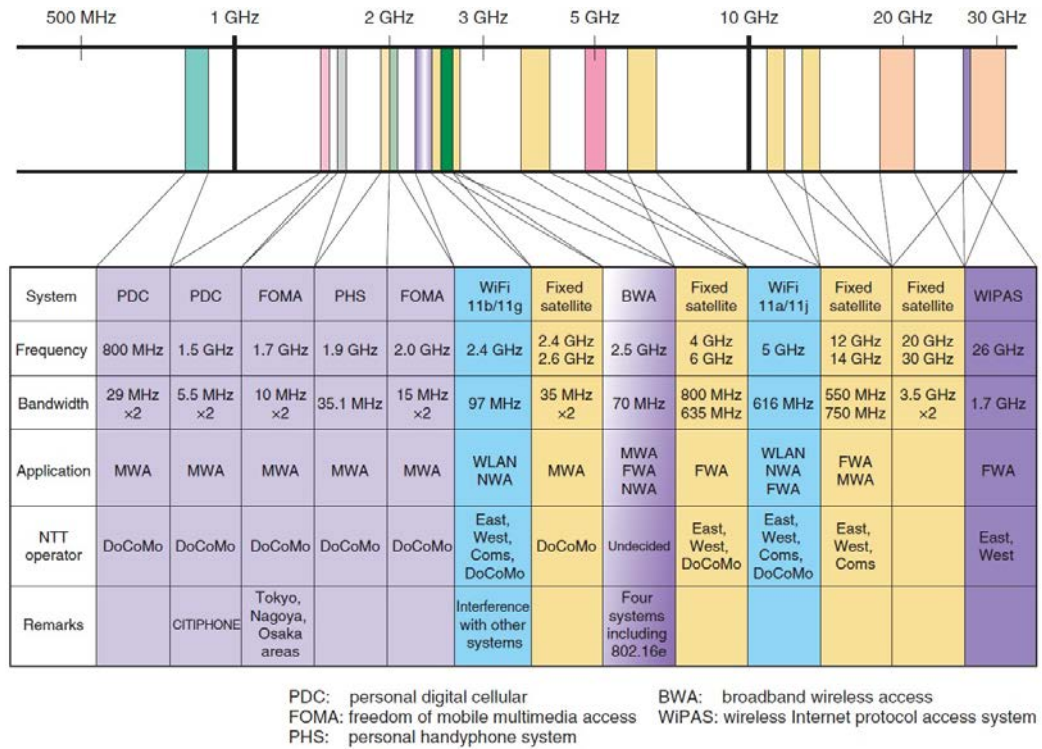 500 MHz 1 GHz 2 GHz 3 GHz 5 GHz 10 GHz 20 GHz 30 GHz
System PDC PDC FOMA PHS FOMA WiFi 11b/11g Fixed satellite BWA Fixed satellite WiFi 11a/11j Fixed satellite Fixed satellite WIPAS
Frequency 800 MHz 1.5 GHz 1.7 GHz 1.9 GHz 2.0 GHz 2.4 GHz 2.4 GHz 2.6 GHz 2.5 GHz 4 GHz 6 GHz 5 GHz 12 GHz 14 GHz 20 GHz 30 GHz 26 GHz
Bandwidth 29 MHz ×2 5.5 MHz ×2 10 MHz ×2 35.1 MHz 15 MHz ×2 97 MHz 35 MHz ×2 70 MHz 800 MHz 635 MHz 616 MHz 550 MHz 750 MHz 3.5 GHz ×2 1.7 GHz
Application MWA MWA MWA MWA MWA WLAN NWA MWA MWA FWA NWA FWA WLAN NWA FWA FWA MWA FWA
NTT operator DoCoMo DoCoMo DoCoMo DoCoMo DoCoMo East, West, Coms, DoCoMo DoCoMo Undecided East, West, DoCoMo East, West, Coms, DoCoMo East, West, Coms East, West
Remarks CITIPHONE Tokyo, Nagoya, Osaka areas Interference with other systems Four systems including 802.16e
PDC: personal digital cellular BWA: broadband wireless access
FOMA: freedom of mobile multimedia access WiPAS: wireless Internet protocol access system
PHS: personal handyphone system